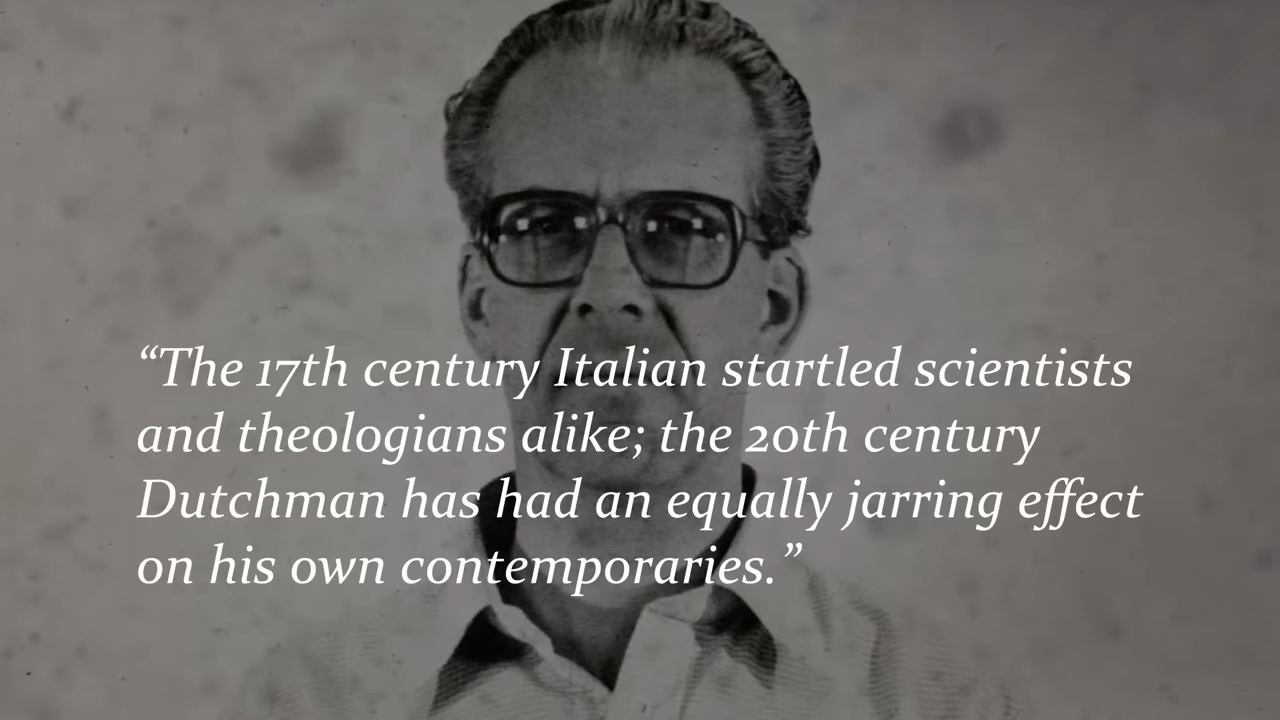 “The 17th century Italian startled scientists
and theologians alike; the 20th century
Dutchman has had an equally jarring effect
on his own contemporaries.”